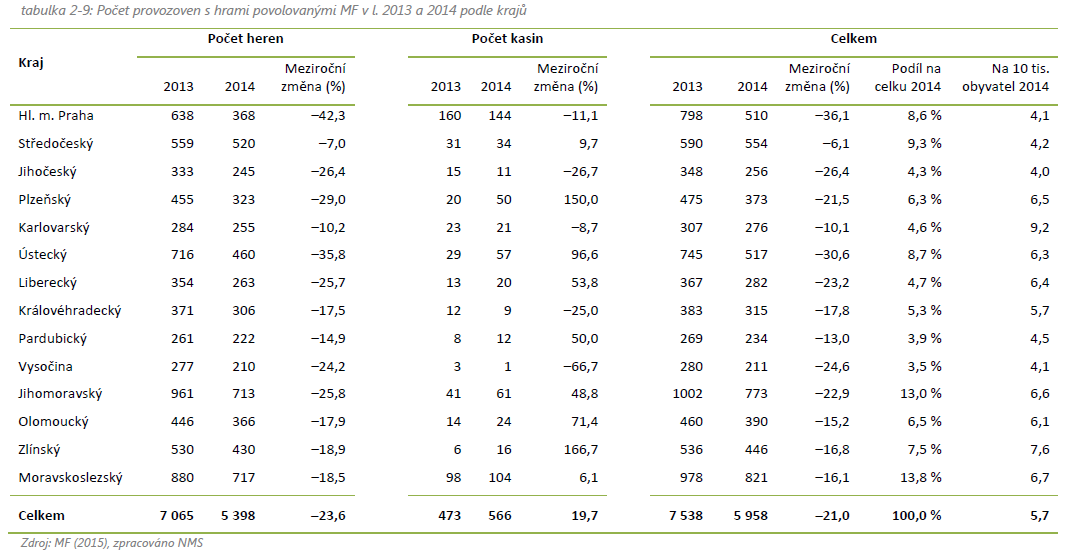 tabulka 2-9: Počet provozoven s hrami povolovanými MF v l. 2013 a 2014 podle krajů
Kraj Počet heren Počet kasin Celkem
2013 2014 Meziroční změna (%) 2013 2014 Meziroční změna (%) 2013 2014 Meziroční změna (%) Podíl na celku 2014 Na 10 tis. obyvatel 2014
Hl. m. Praha 638 368 –42,3 160 144 –11,1 798 510 –36,1 8,6 % 4,1
Středočeský 559 520 –7,0 31 34 9,7 590 554 –6,1 9,3 % 4,2
Jihočeský 333 245 –26,4 15 11 –26,7 348 256 –26,4 4,3 % 4,0
Plzeňský 455 323 –29,0 20 50 150,0 475 373 –21,5 6,3 % 6,5
Karlovarský 284 255 –10,2 23 21 –8,7 307 276 –10,1 4,6 % 9,2
Ústecký 716 460 –35,8 29 57 96,6 745 517 –30,6 8,7 % 6,3
Liberecký 354 263 –25,7 13 20 53,8 367 282 –23,2 4,7 % 6,4
Královéhradecký 371 306 –17,5 12 9 –25,0 383 315 –17,8 5,3 % 5,7
Pardubický 261 222 –14,9 8 12 50,0 269 234 –13,0 3,9 % 4,5
Vysočina 277 210 –24,2 3 1 –66,7 280 211 –24,6 3,5 % 4,1
Jihomoravský 961 713 –25,8 41 61 48,8 1002 773 –22,9 13,0 % 6,6
Olomoucký 446 366 –17,9 14 24 71,4 460 390 –15,2 6,5 % 6,1
Zlínský 530 430 –18,9 6 16 166,7 536 446 –16,8 7,5 % 7,6
Moravskoslezský 880 717 –18,5 98 104 6,1 978 821 –16,1 13,8 % 6,7
Celkem 7 065 5 398 –23,6 473 566 19,7 7 538 5 958 –21,0 100,0 % 5,7
Zdroj: MF (2015), zpracováno NMS